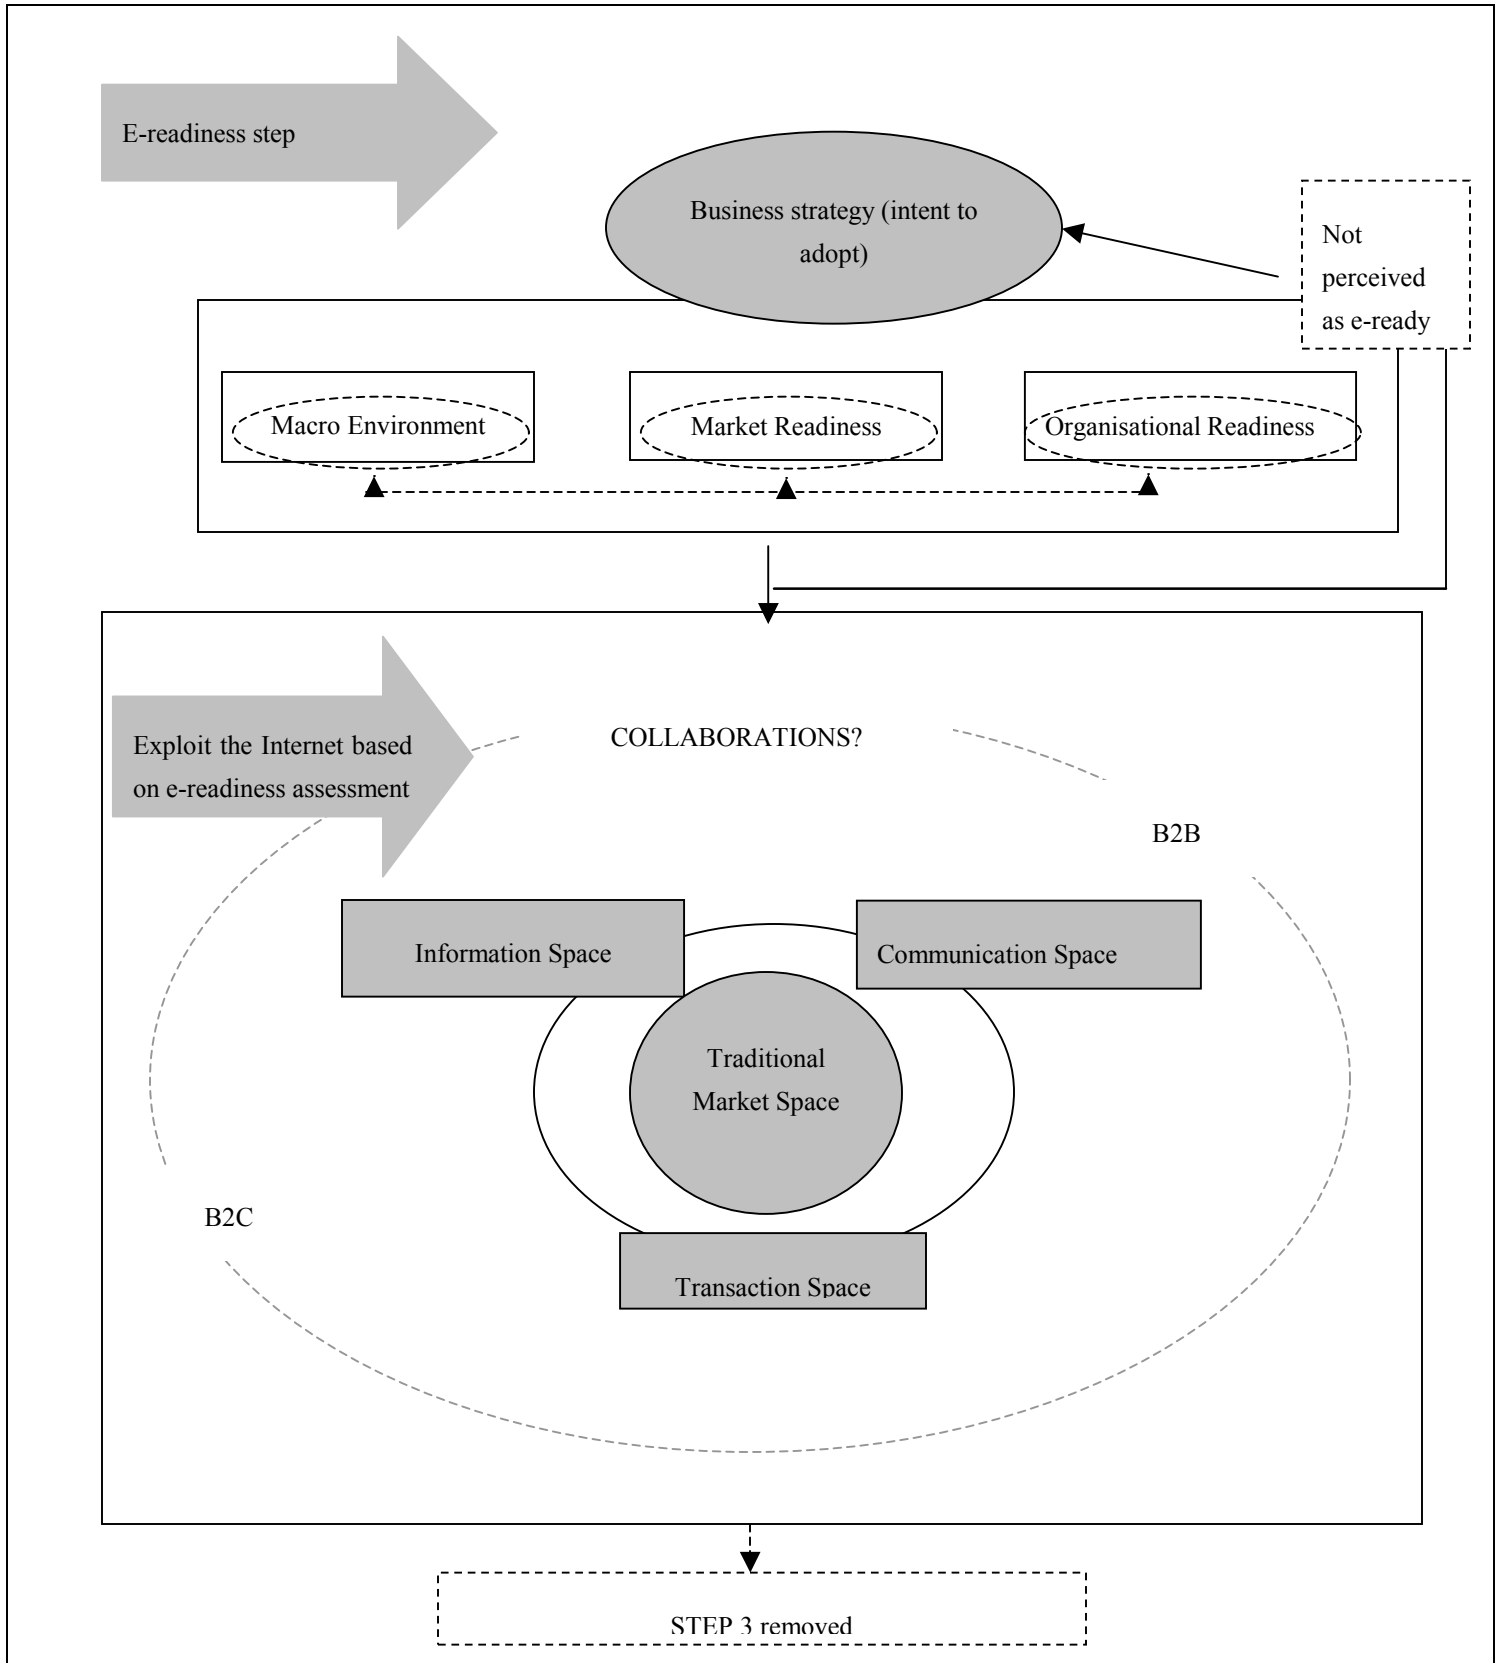 E-readiness step
Business strategy (intent to
adopt)
Not
perceived
as e-ready
Macro Environment
Market Readiness
Organisational Readiness
Exploit the Internet based
on e-readiness assessment
COLLABORATIONS?
B2B
Information Space
Communication Space
Traditional
Market Space
B2C
Transaction Space
STEP 3 removed